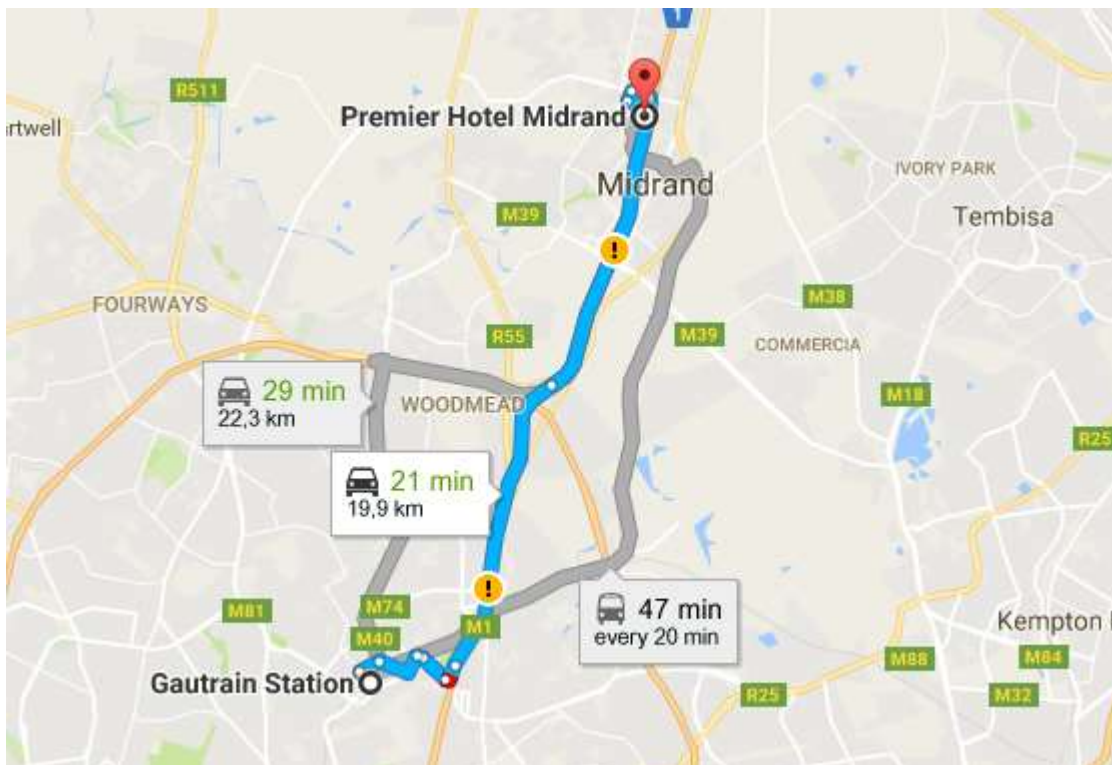 R511
artwell
Premier Hotel Midrand
Midrand
IVORY PARK
Tembisa
M39
FOURWAYS
M38
R55
M39
COMMERCIA
29 min
22,3 km
WOODMEAD
M18
R25
21 min
19,9 km
M81
M74
M1
M40
47 min
every 20 min
Kempton
M88
M84
Gautrain Station
R25
M32